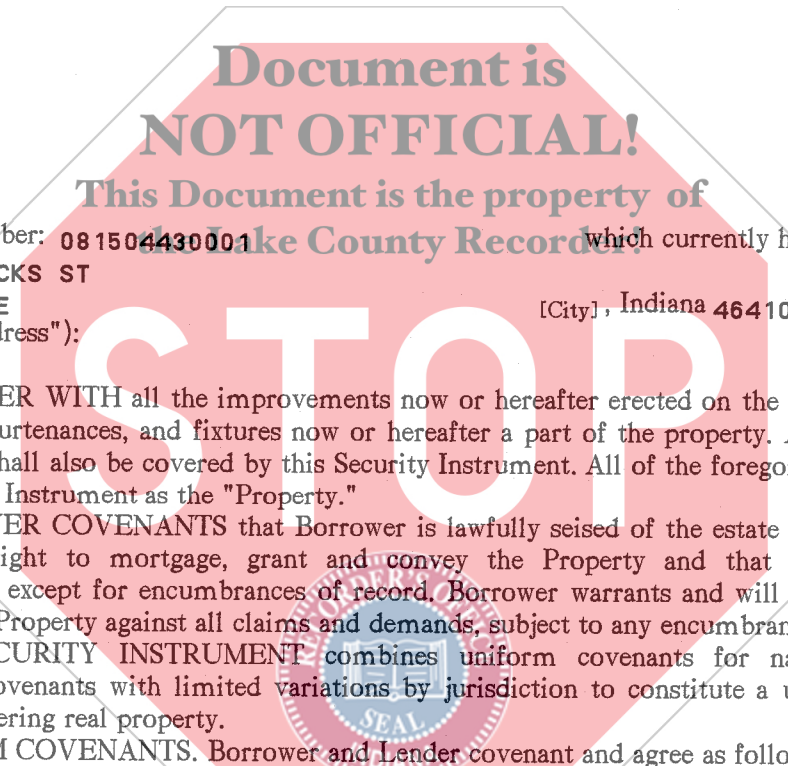 Document is
NOT OFFICIAL!
This Document is the property of
the Lake County Recorder!
ber: 081504430001 which currently h
CKS ST
E [City], Indiana 46410
dress"):
STOP
ER WITH all the improvements now or hereafter erected on the
urtenances, and fixtures now or hereafter a part of the property. A
hall also be covered by this Security Instrument. All of the foregoi
Instrument as the "Property."
ER COVENANTS that Borrower is lawfully seised of the estate
ight to mortgage, grant and convey the Property and that
except for encumbrances of record. Borrower warrants and will
Property against all claims and demands, subject to any encumbran
CURITY INSTRUMENT combines uniform covenants for na
ovenants with limited variations by jurisdiction to constitute a u
ering real property.
M COVENANTS. Borrower and Lender covenant and agree as follo
RECORDER'S OFFICE
SEAL